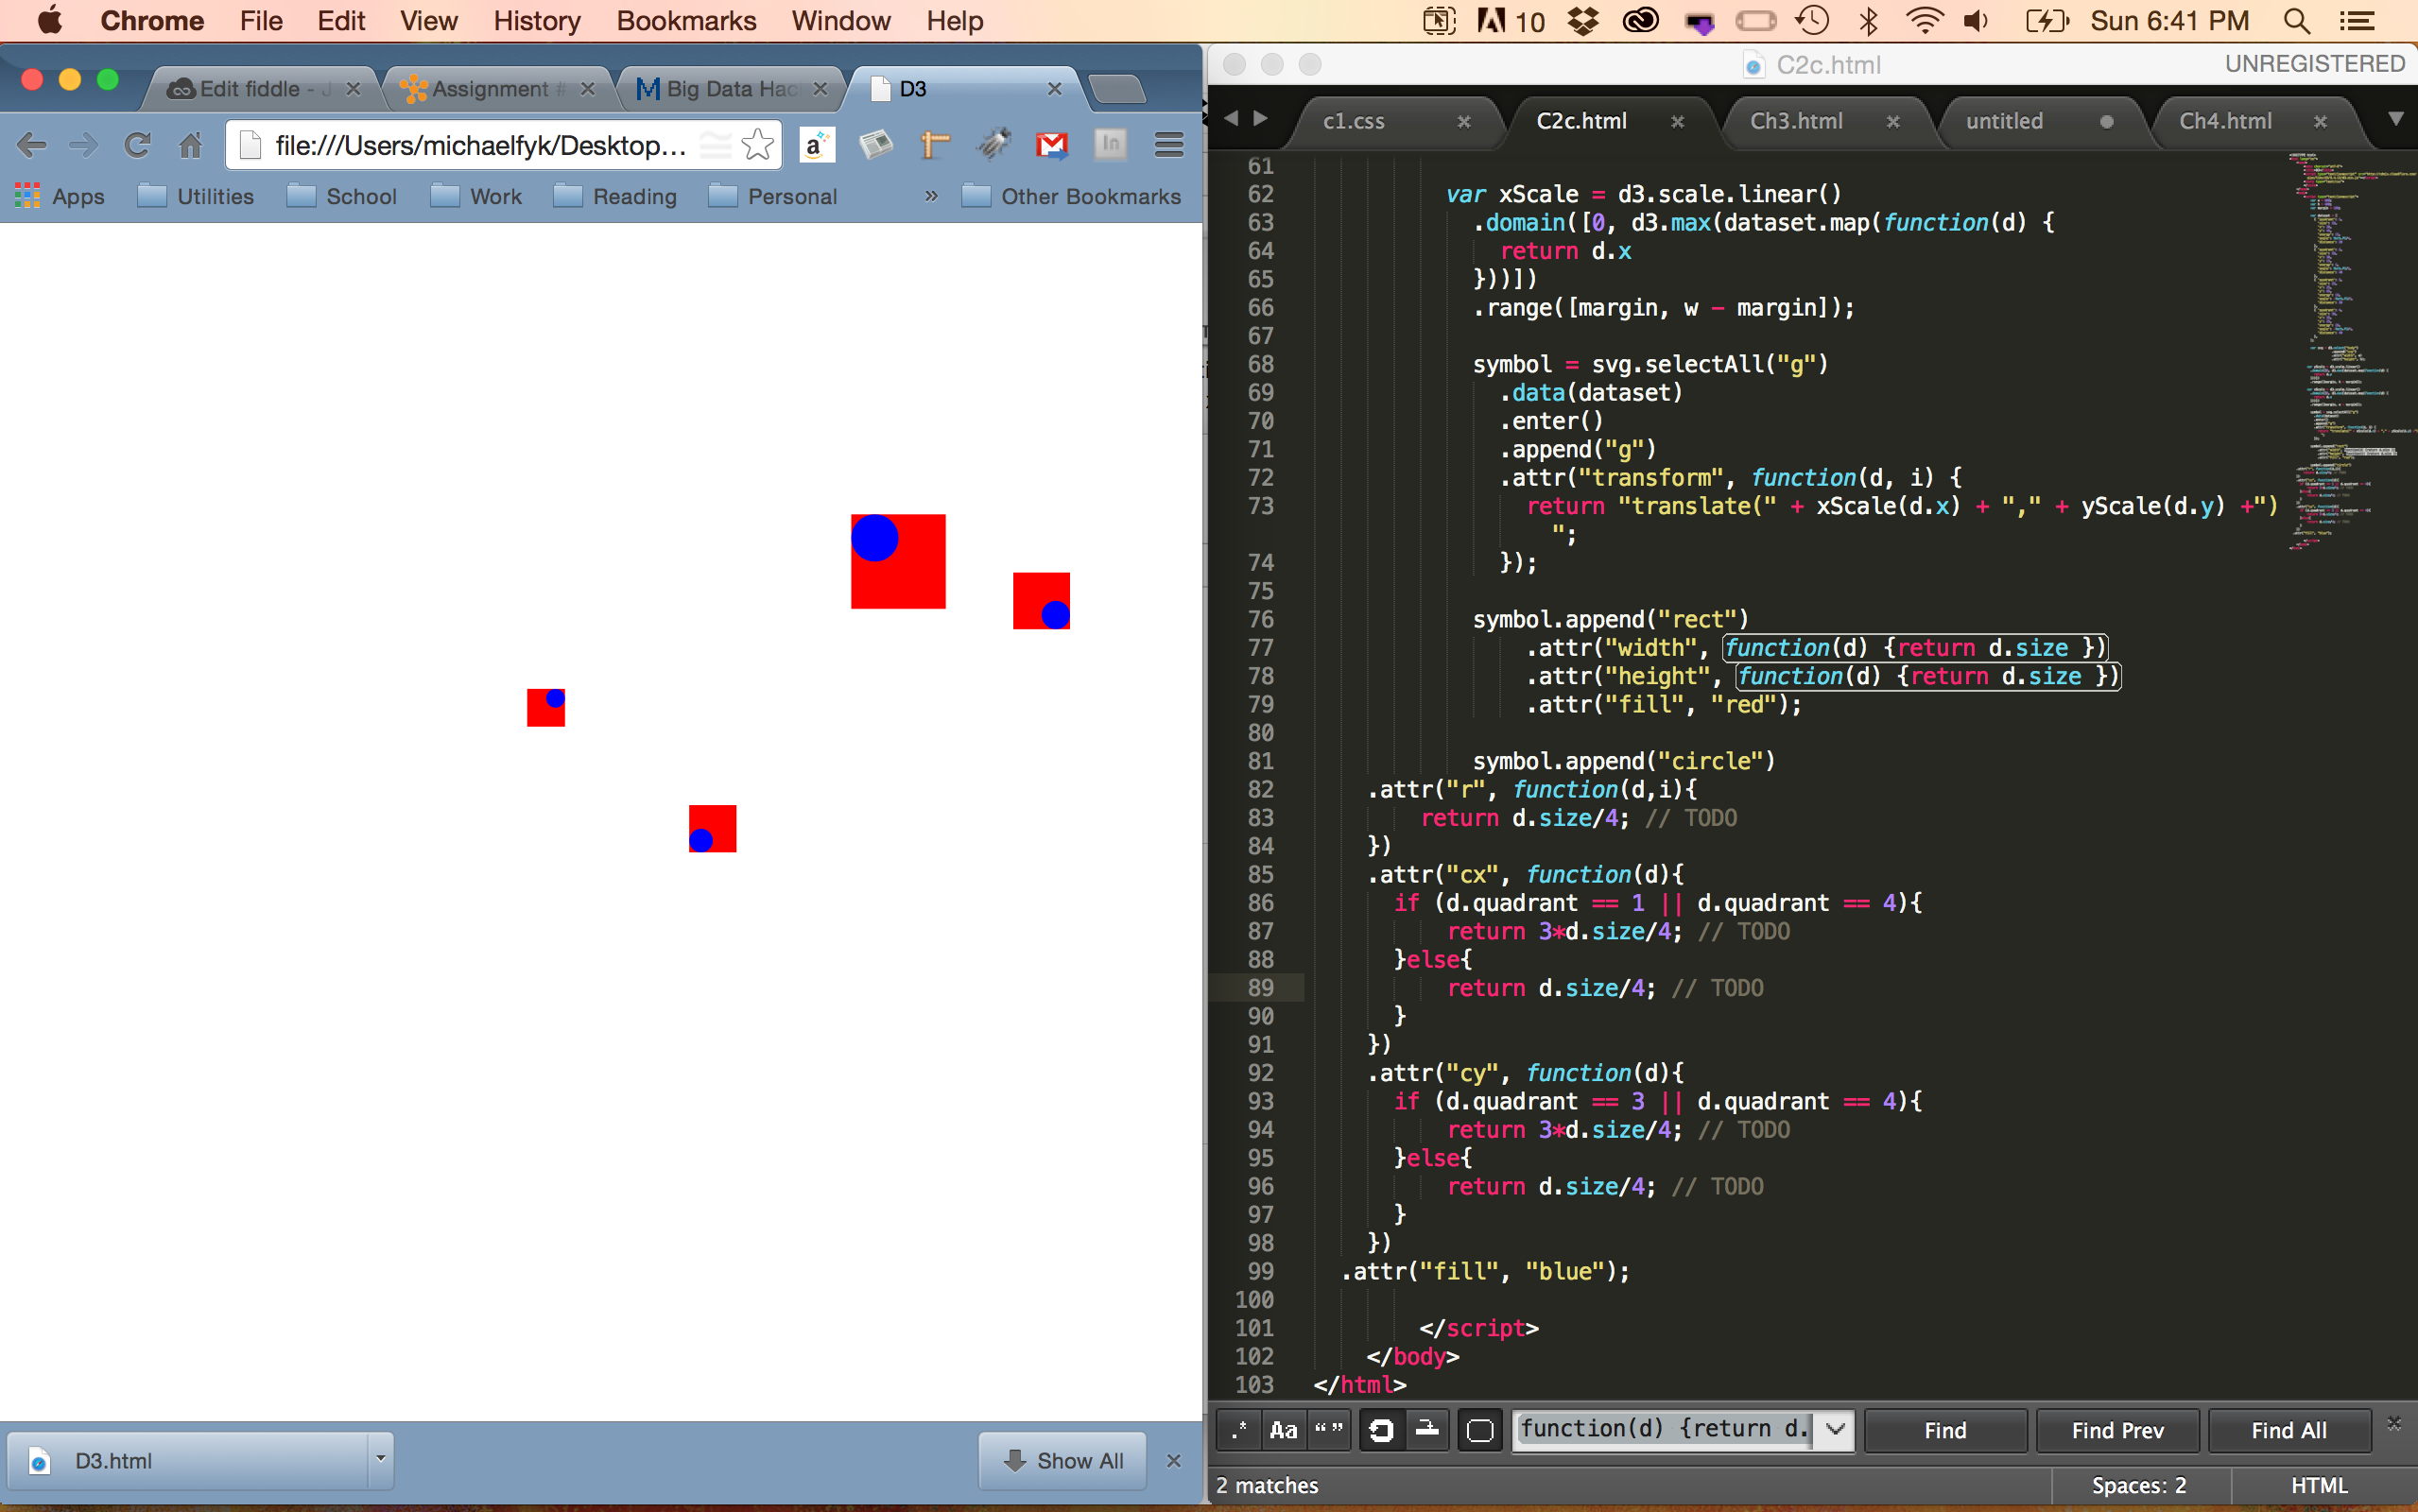 Chrome File Edit View History Bookmarks Window Help 10 Sun 6:41 PM
Edit fiddle - J Assignment # Big Data Hac D3
file:///Users/michaelfyk/Desktop... a In
Apps Utilities School Work Reading Personal » Other Bookmarks
D3.html Show All
C2c.html UNREGISTERED
c1.css C2c.html Ch3.html untitled Ch4.html
61
62 var xScale = d3.scale.linear()
63 .domain([0, d3.max(dataset.map(function(d) {
64 return d.x
65 }))])
66 .range([margin, w - margin]);
67
68 symbol = svg.selectAll("g")
69 .data(dataset)
70 .enter()
71 .append("g")
72 .attr("transform", function(d, i) {
73 return "translate(" + xScale(d.x) + "," + yScale(d.y) +")
";
74 });
75
76 symbol.append("rect")
77 .attr("width", function(d) {return d.size })
78 .attr("height", function(d) {return d.size })
79 .attr("fill", "red");
80
81 symbol.append("circle")
82 .attr("r", function(d,i){
83 return d.size/4; // TODO
84 })
85 .attr("cx", function(d){
86 if (d.quadrant == 1 || d.quadrant == 4){
87 return 3*d.size/4; // TODO
88 }else{
89 return d.size/4; // TODO
90 }
91 })
92 .attr("cy", function(d){
93 if (d.quadrant == 3 || d.quadrant == 4){
94 return 3*d.size/4; // TODO
95 }else{
96 return d.size/4; // TODO
97 }
98 })
99 .attr("fill", "blue");
100
101 </script>
102 </body>
103 </html>
.* Aa “” function(d) {return d. Find Find Prev Find All
2 matches Spaces: 2 HTML